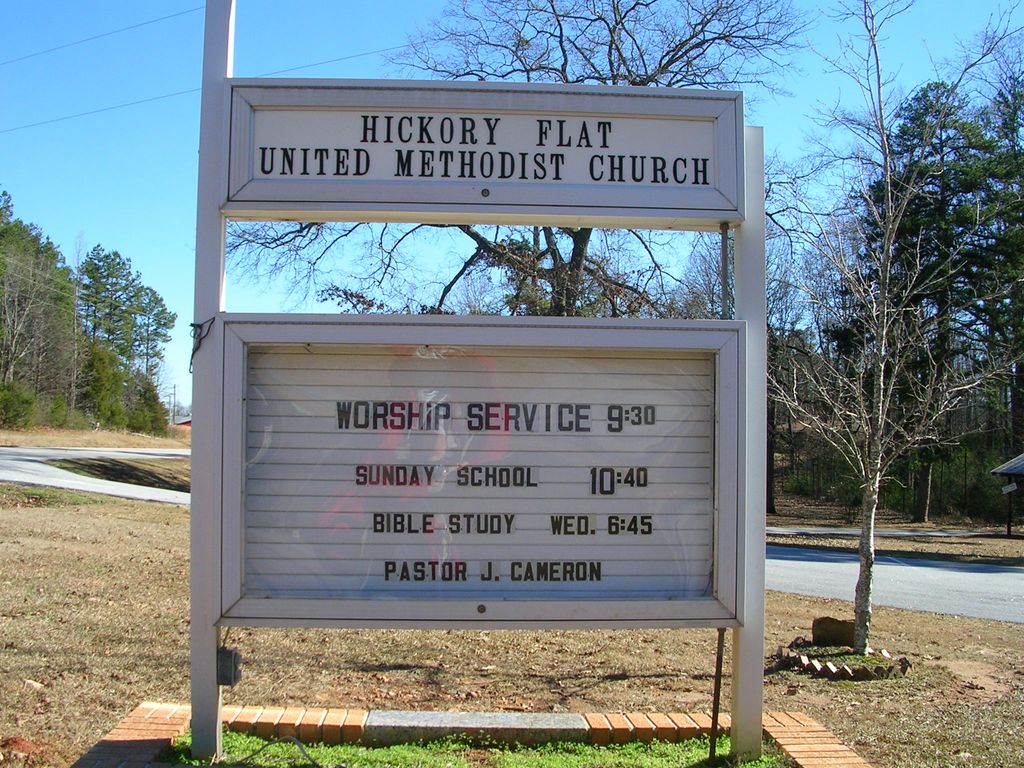 HICKORY FLAT
UNITED METHODIST CHURCH
WORSHIP SERVICE 9:30
SUNDAY SCHOOL 10:40
BIBLE STUDY WED. 6:45
PASTOR J. CAMERON